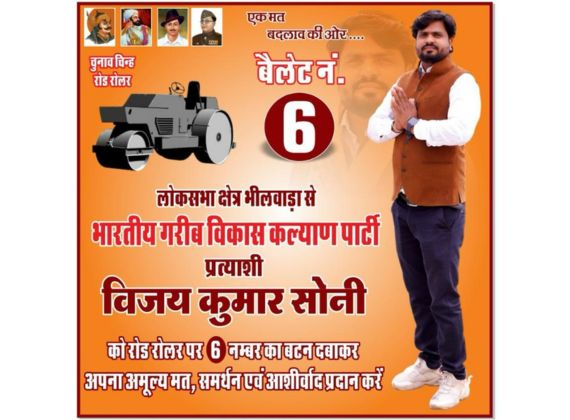 एक मत
बदलाव की ओर ....
चुनाव चिन्ह
रोड रोलर
बैलेट नं.
6
लोकसभा क्षेत्र भीलवाड़ा से
भारतीय गरीब विकास कल्याण पार्टी
प्रत्याशी
विजय कुमार सोनी
को रोड रोलर पर 6 नम्बर का बटन दबाकर
अपना अमूल्य मत, समर्थन एवं आशीर्वाद प्रदान करें